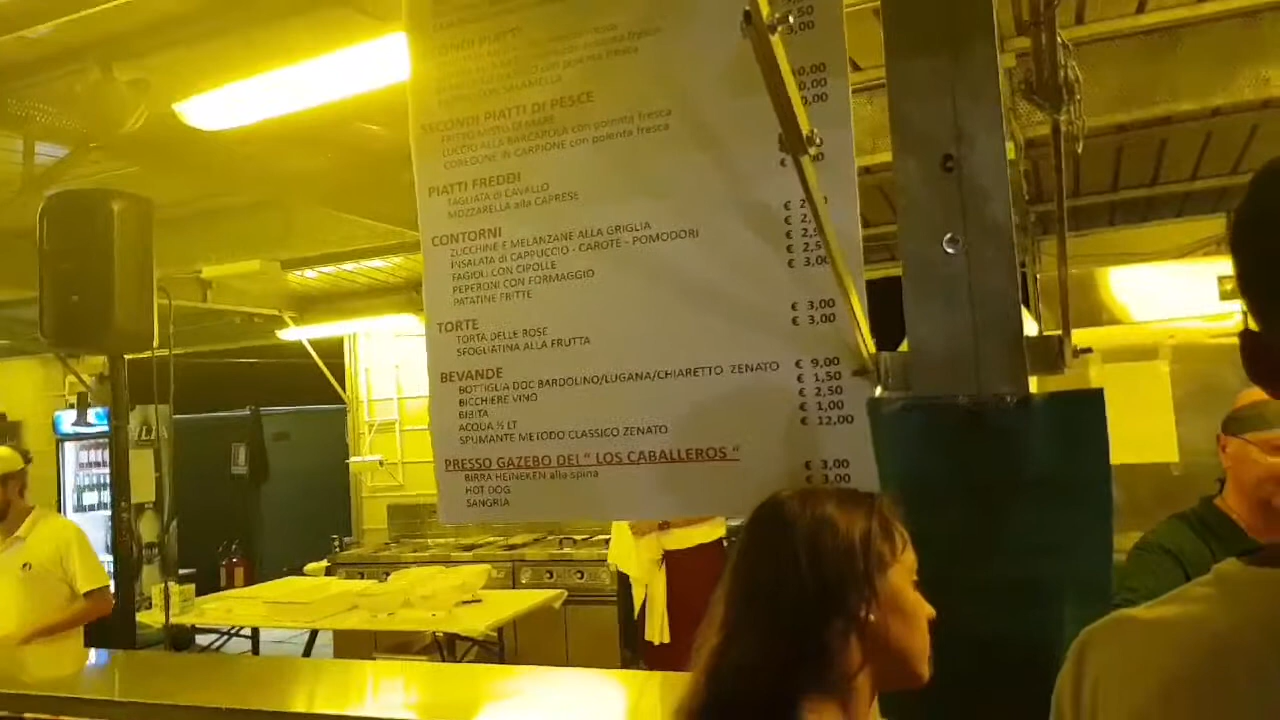 SECONDI PIATTI DI PESCE
FRITTO MISTO DI MARE
LUCCIO ALLA BARCAROLA con polenta fresca
COREGONE IN CARPIONE con polenta fresca
PIATTI FREDDI
TAGLIATA di CAVALLO
MOZZARELLA alla CAPRESE
CONTORNI
ZUCCHINE E MELANZANE ALLA GRIGLIA
INSALATA di CAPPUCCIO - CAROTE - POMODORI
FAGIOLI CON CIPOLLE
PEPERONI CON FORMAGGIO
PATATINE FRITTE € 3,00
TORTE
TORTA DELLE ROSE € 3,00
SFOGLIATINA ALLA FRUTTA € 3,00
BEVANDE
BOTTIGLIA DOC BARDOLINO/LUGANA/CHIARETTO ZENATO € 9,00
BICCHIERE VINO € 1,50
BIBITA € 2,50
ACQUA ½ LT € 1,00
SPUMANTE METODO CLASSICO ZENATO € 12,00
PRESSO GAZEBO DEI " LOS CABALLEROS "
BIRRA HEINEKEN alla spina € 3,00
HOT DOG € 3,00
SANGRIA